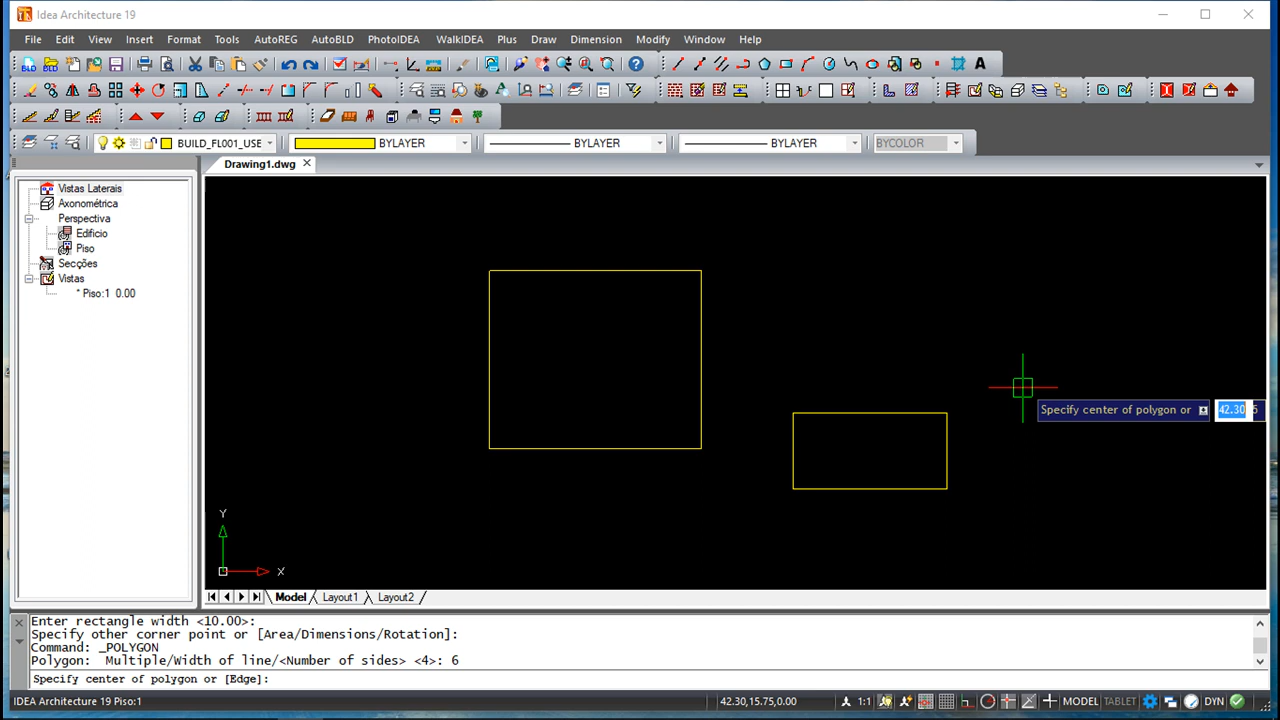 Idea Architecture 19
File Edit View Insert Format Tools AutoREG AutoBLD PhotoIDEA WalkIDEA Plus Draw Dimension Modify Window Help
BUILD_FL001_USE BYLAYER BYLAYER BYLAYER BYCOLOR
Drawing1.dwg
Vistas Laterais
Axonométrica
Perspectiva
Edificio
Piso
Secções
Vistas
* Piso:1 0.00
Specify center of polygon or
42.30
Y
X
Model Layout1 Layout2
Enter rectangle width <10.00>:
Specify other corner point or [Area/Dimensions/Rotation]:
Command: _POLYGON
Polygon: Multiple/Width of line/<Number of sides> <4>: 6
Specify center of polygon or [Edge]:
IDEA Architecture 19 Piso:1 42.30,15.75,0.00 1:1 MODEL TABLET DYN